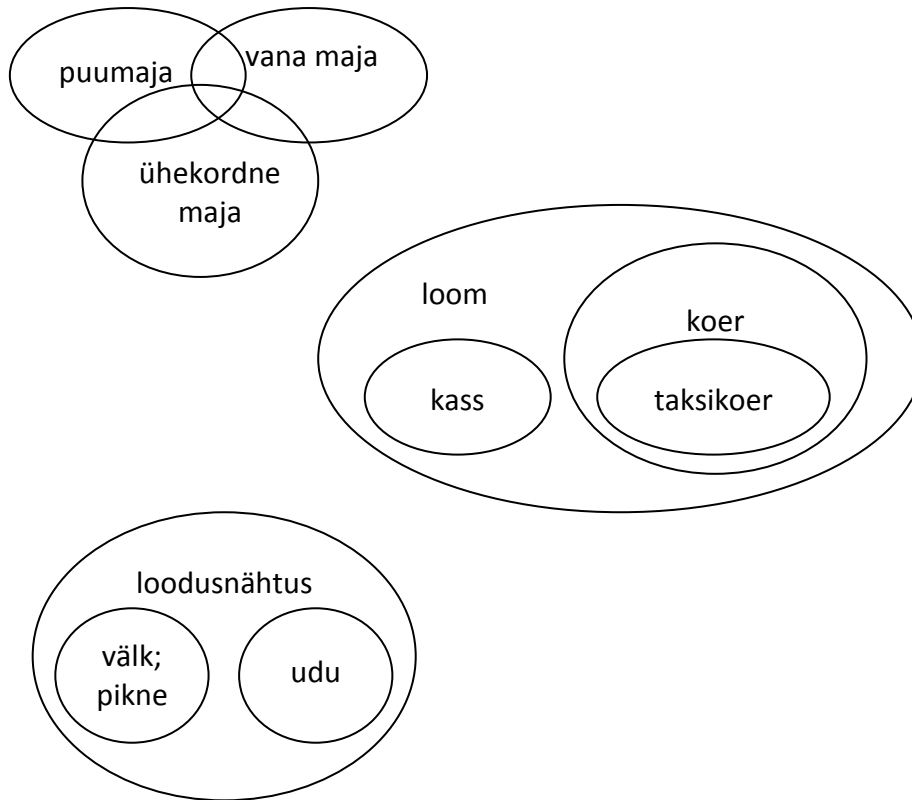 puumaja
vana maja
ühekordne
maja
loom
koer
kass
taksikoer
loodusnähtus
välk;
pikne
udu